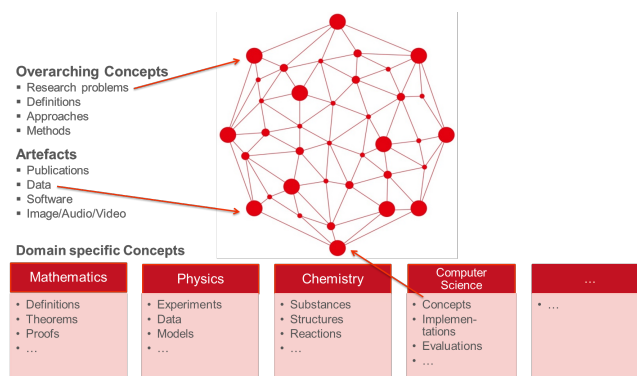 Overarching Concepts
▪ Research problems
▪ Definitions
▪ Approaches
▪ Methods
Artefacts
▪ Publications
▪ Data
▪ Software
▪ Image/Audio/Video
Domain specific Concepts
Mathematics
• Definitions
• Theorems
• Proofs
• …
Physics
• Experiments
• Data
• Models
• …
Chemistry
• Substances
• Structures
• Reactions
• …
Computer
Science
• Concepts
• Implemen-
tations
• Evaluations
• …
…
• …